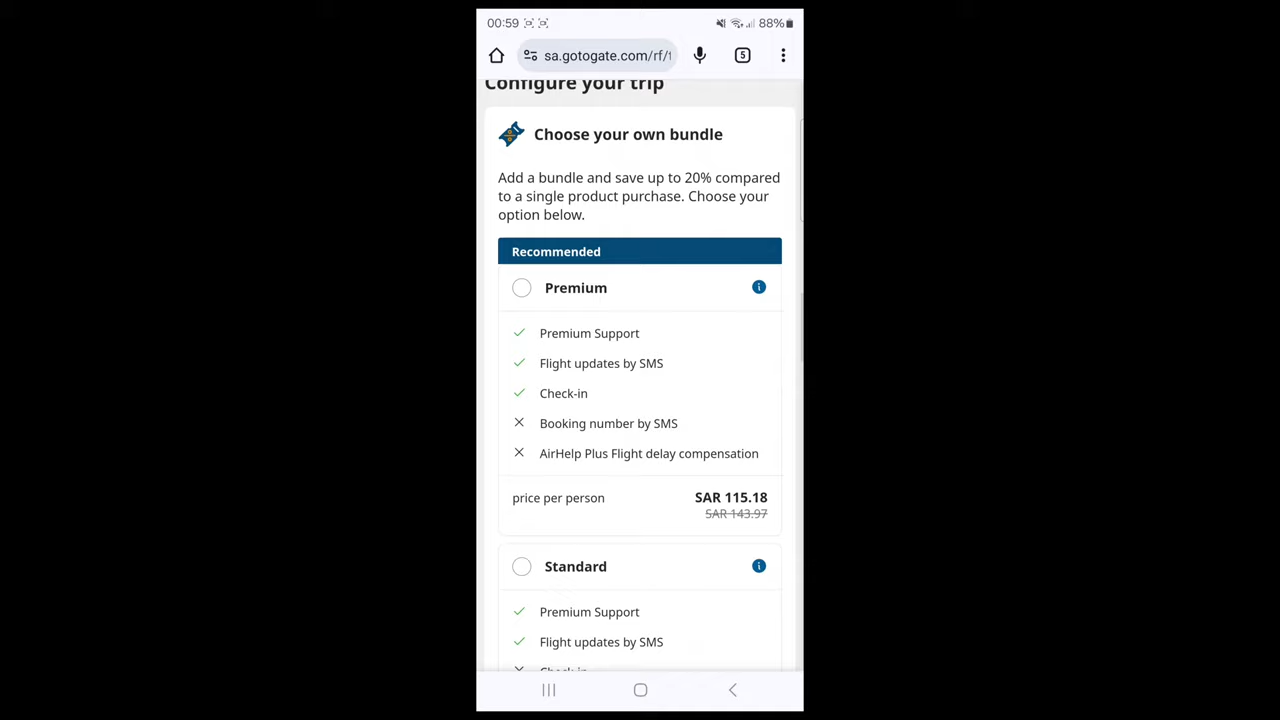 00:59
88%
sa.gotogate.com/rf/
5
Configure your trip
Choose your own bundle
Add a bundle and save up to 20% compared
to a single product purchase. Choose your
option below.
Recommended
Premium
Premium Support
Flight updates by SMS
Check-in
Booking number by SMS
AirHelp Plus Flight delay compensation
price per person
SAR 115.18
SAR 143.97
Standard
Premium Support
Flight updates by SMS
Check-in